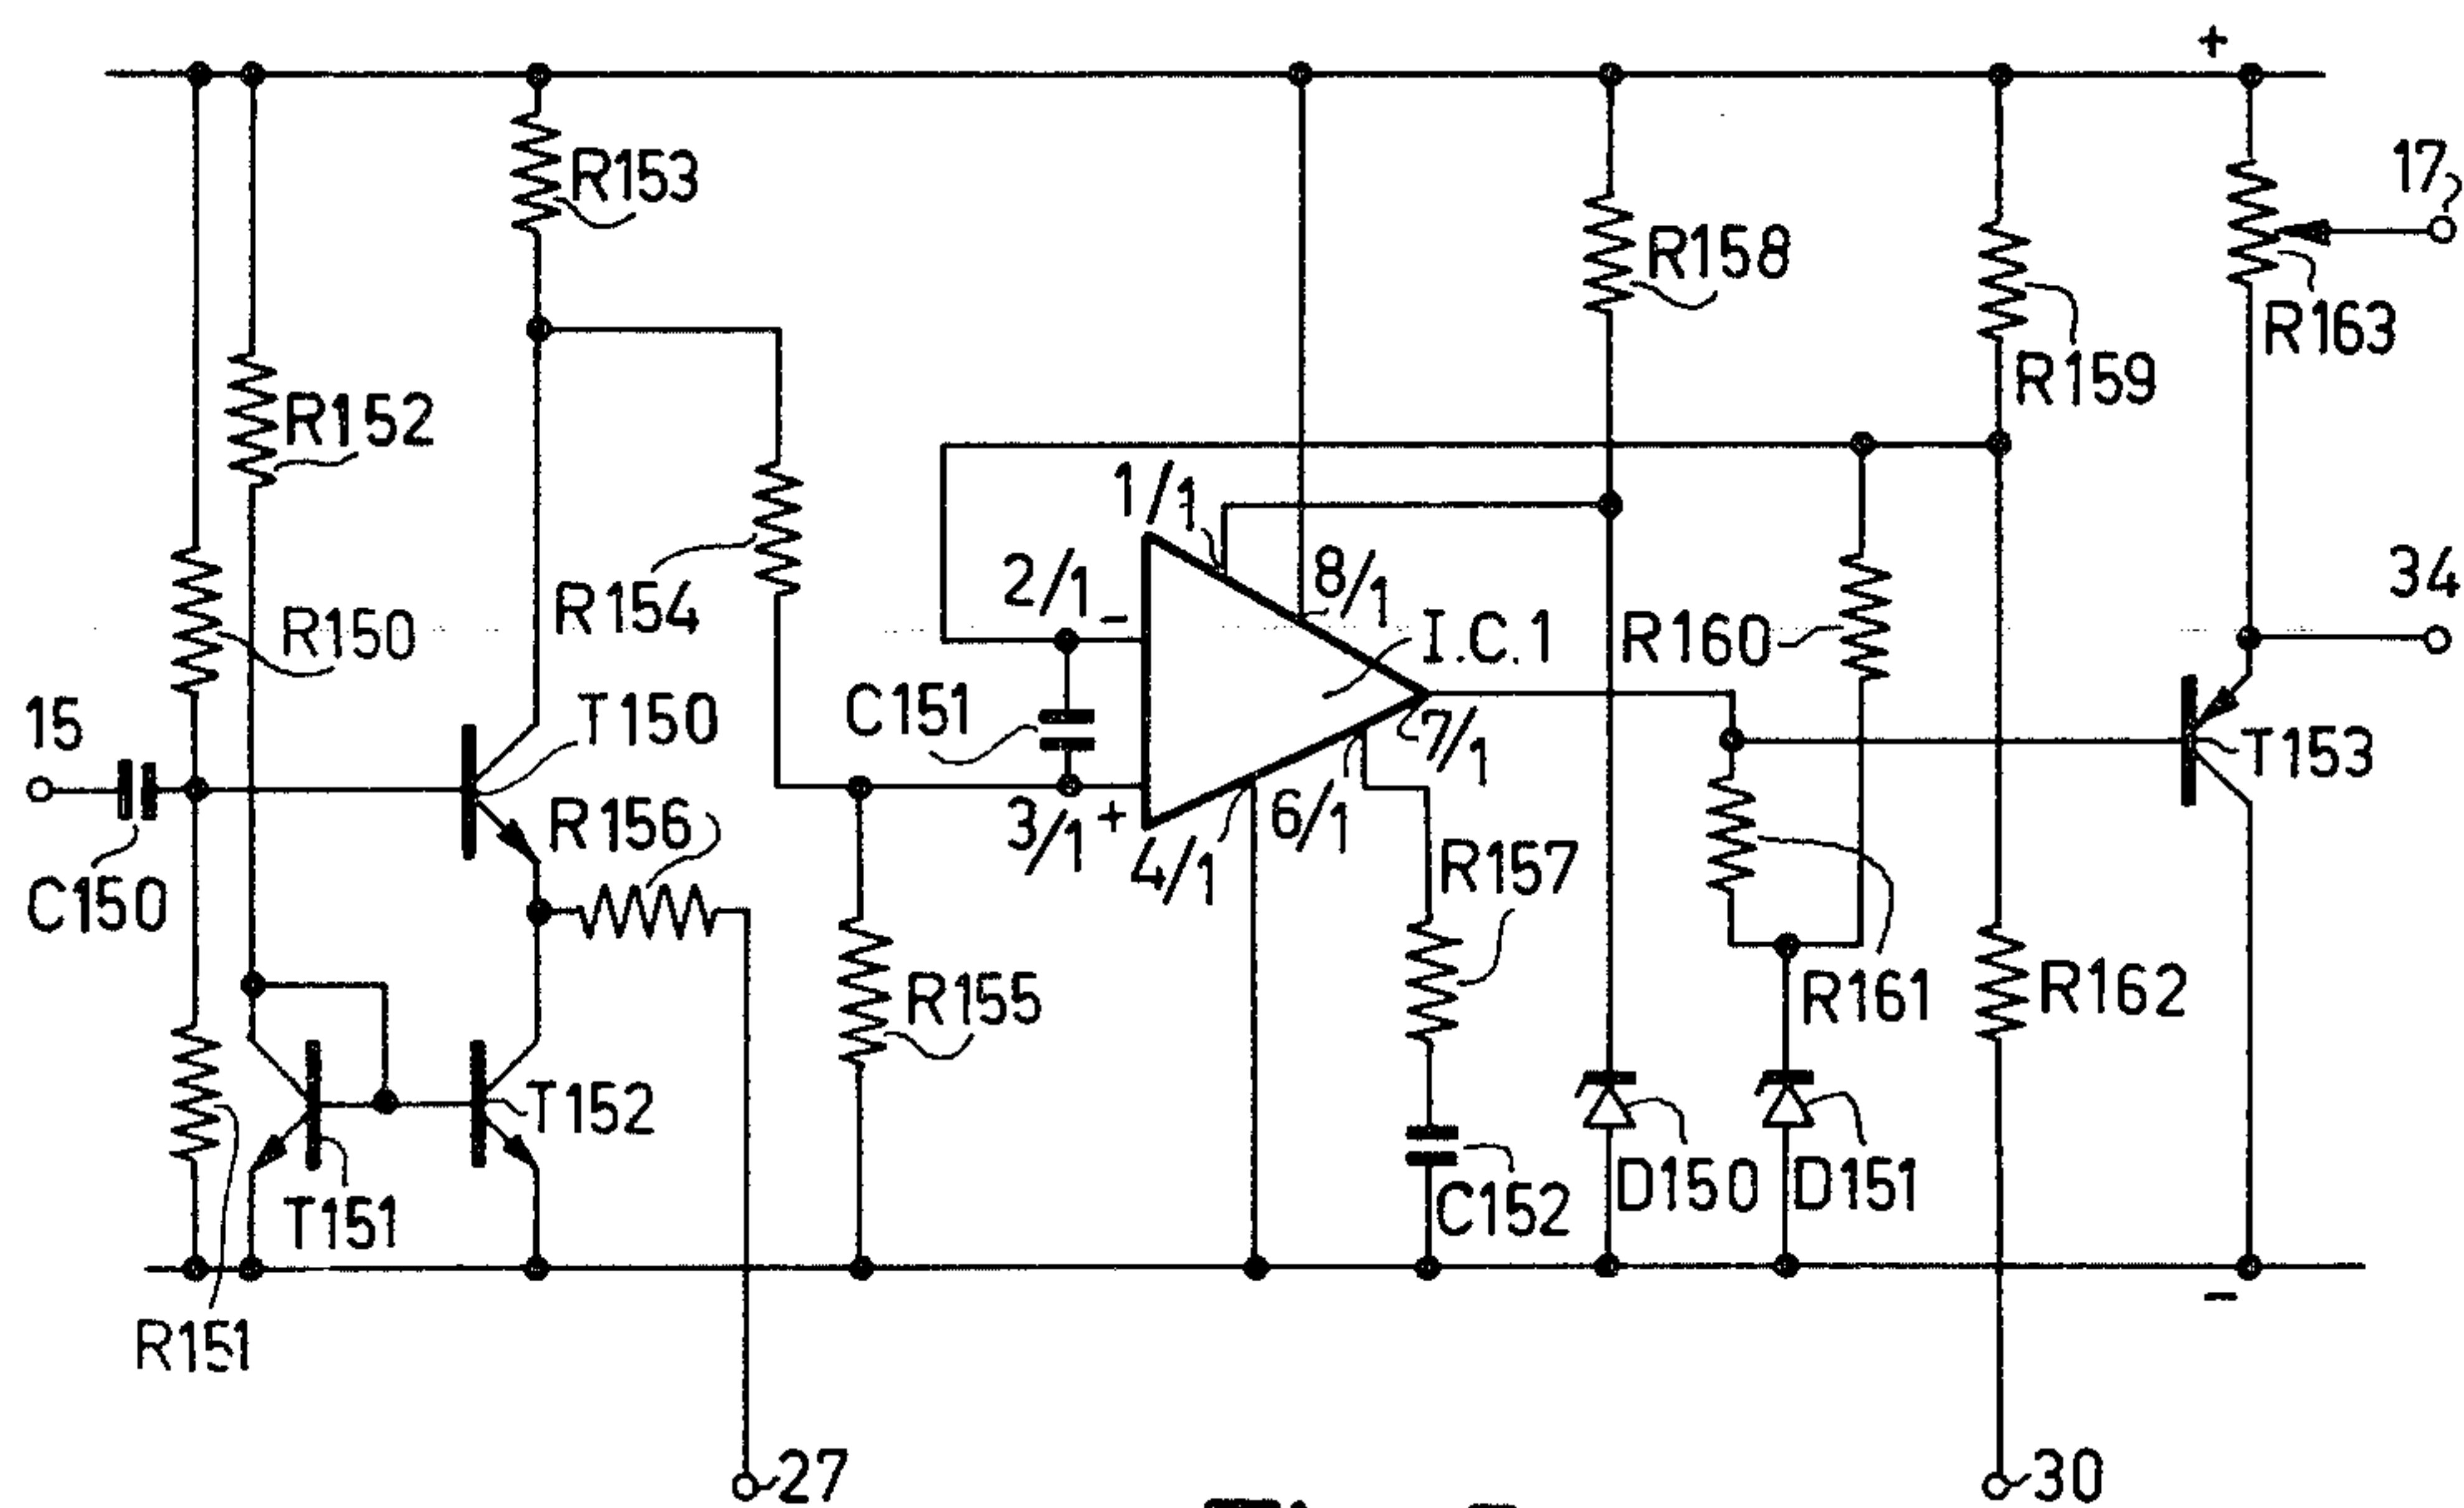 +
R153
17
R158
R163
R159
R152
1/1
2/1
-
8/1
34
R154
I.C.1
R160
R150
15
T150
C151
7/1
T153
R156
3/1
+
4/1
6/1
R157
C150
R155
R161
R162
T152
T151
D150
D151
C152
-
R151
27
30